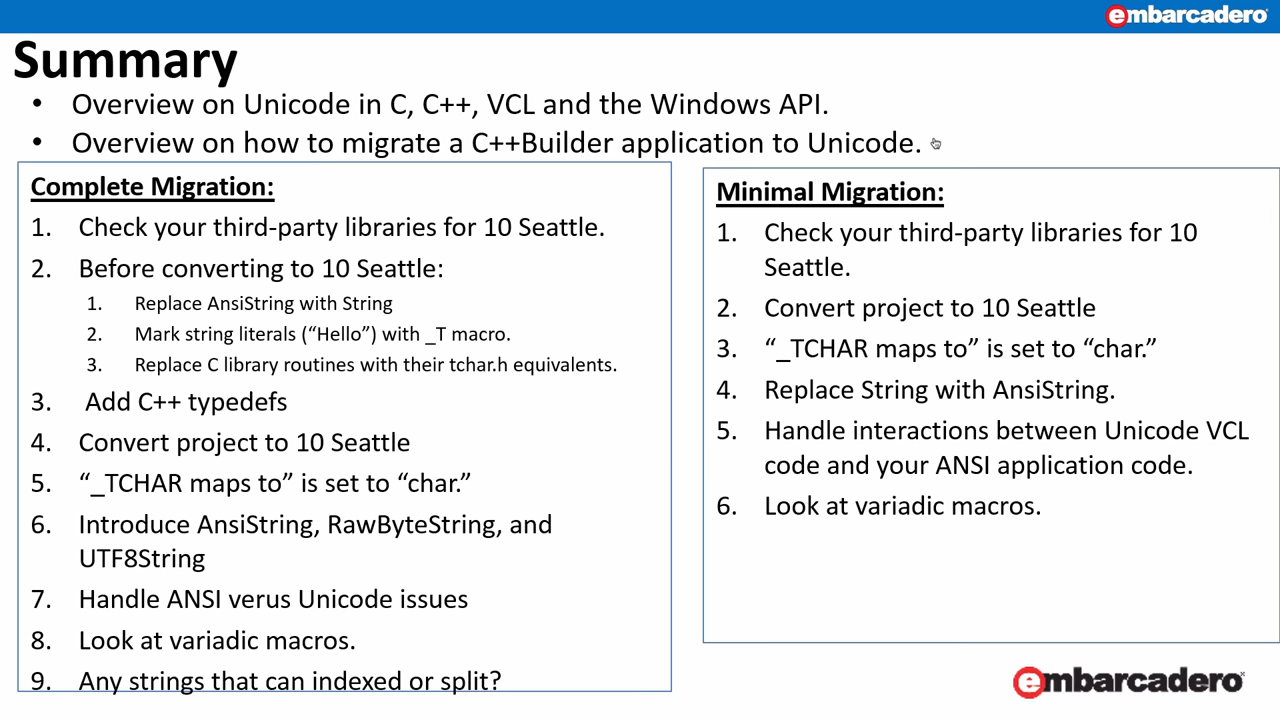 embarcadero
Summary
• Overview on Unicode in C, C++, VCL and the Windows API.
• Overview on how to migrate a C++Builder application to Unicode.
Complete Migration:
1. Check your third-party libraries for 10 Seattle.
2. Before converting to 10 Seattle:
1. Replace AnsiString with String
2. Mark string literals (“Hello”) with _T macro.
3. Replace C library routines with their tchar.h equivalents.
3. Add C++ typedefs
4. Convert project to 10 Seattle
5. “_TCHAR maps to” is set to “char.”
6. Introduce AnsiString, RawByteString, and
UTF8String
7. Handle ANSI verus Unicode issues
8. Look at variadic macros.
9. Any strings that can indexed or split?
Minimal Migration:
1. Check your third-party libraries for 10
Seattle.
2. Convert project to 10 Seattle
3. “_TCHAR maps to” is set to “char.”
4. Replace String with AnsiString.
5. Handle interactions between Unicode VCL
code and your ANSI application code.
6. Look at variadic macros.
embarcadero